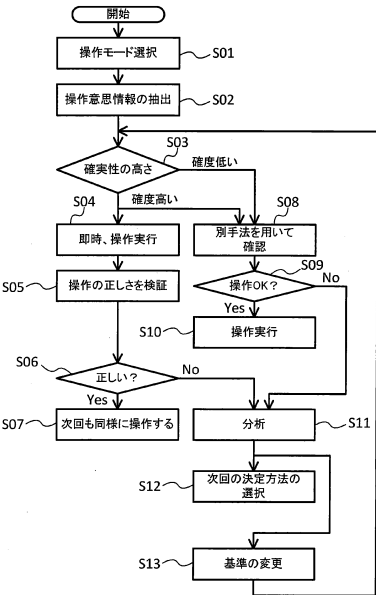 開始
操作モード選択
S01
操作意思情報の抽出
S02
S03
確実性の高さ
確度低い
確度高い
S04
S08
即時、操作実行
別手法を用いて
確認
S05
操作の正しさを検証
S09
操作OK?
No
Yes
S10
操作実行
S06
正しい?
No
Yes
S07
次回も同様に操作する
分析
S11
S12
次回の決定方法の
選択
S13
基準の変更